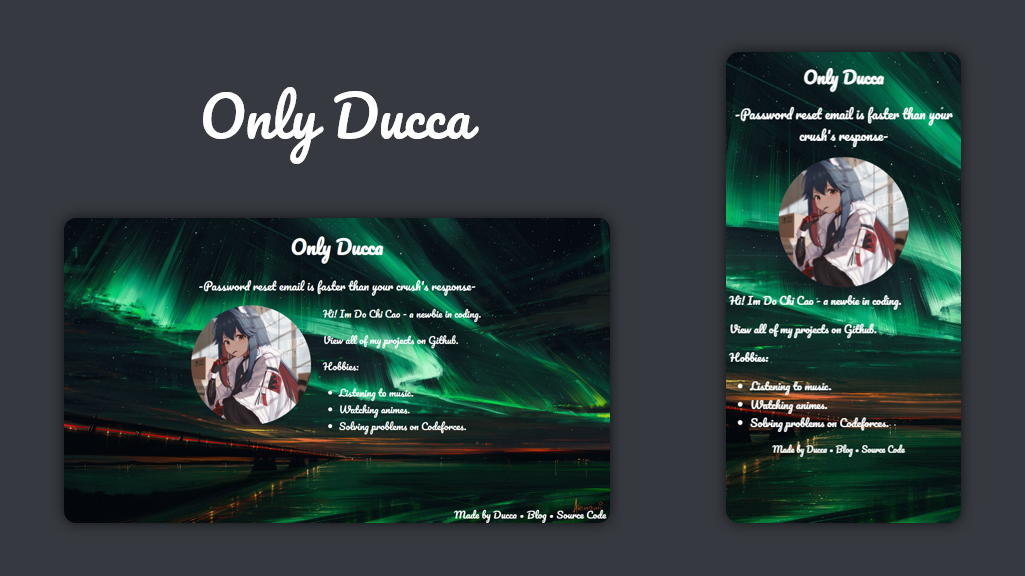 Only Ducca
Only Ducca
-Password reset email is faster than your crush's response-
Hi! Im Do Chi Cao - a newbie in coding.
View all of my projects on Github.
Hobbies:
• Listening to music.
• Watching animes.
• Solving problems on Codeforces.
Made by Ducca • Blog • Source Code
Only Ducca
-Password reset email is faster than your
crush's response-
Hi! Im Do Chi Cao - a newbie in coding.
View all of my projects on Github.
Hobbies:
• Listening to music.
• Watching animes.
• Solving problems on Codeforces.
Made by Ducca • Blog • Source Code